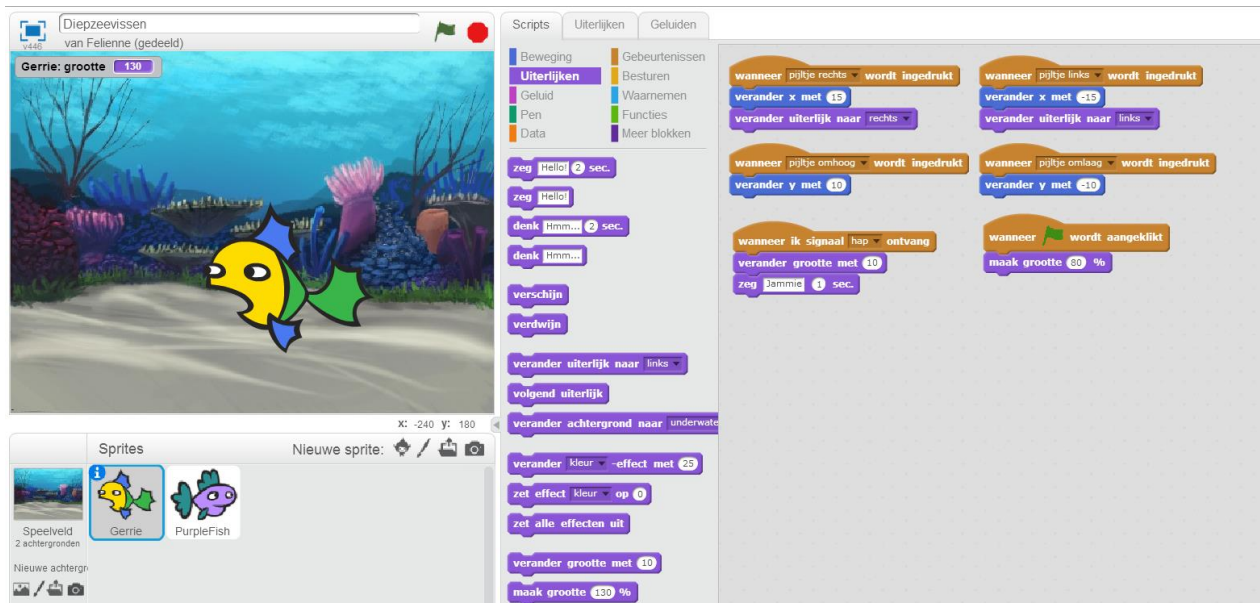 Diepzeevissen
van Felienne (gedeeld)
v446
Gerrie: grootte 130
x: -240 y: 180
Sprites
Nieuwe sprite:
Speelveld
2 achtergronden
Nieuwe achtergr
Gerrie
PurpleFish
Scripts
Uiterlijken
Geluiden
Beweging
Gebeurtenissen
Uiterlijken
Besturen
Geluid
Waarnemen
Pen
Functies
Data
Meer blokken
zeg Hello! 2 sec.
zeg Hello!
denk Hmm... 2 sec.
denk Hmm...
verschijn
verdwijn
verander uiterlijk naar links
volgend uiterlijk
verander achtergrond naar underwate
verander kleur -effect met 25
zet effect kleur op 0
zet alle effecten uit
verander grootte met 10
maak grootte 130 %
wanneer pijltje rechts wordt ingedrukt
verander x met 15
verander uiterlijk naar rechts
wanneer pijltje links wordt ingedrukt
verander x met -15
verander uiterlijk naar links
wanneer pijltje omhoog wordt ingedrukt
verander y met 10
wanneer pijltje omlaag wordt ingedrukt
verander y met -10
wanneer ik signaal hap ontvang
verander grootte met 10
zeg Jammie 1 sec.
wanneer wordt aangeklikt
maak grootte 80 %